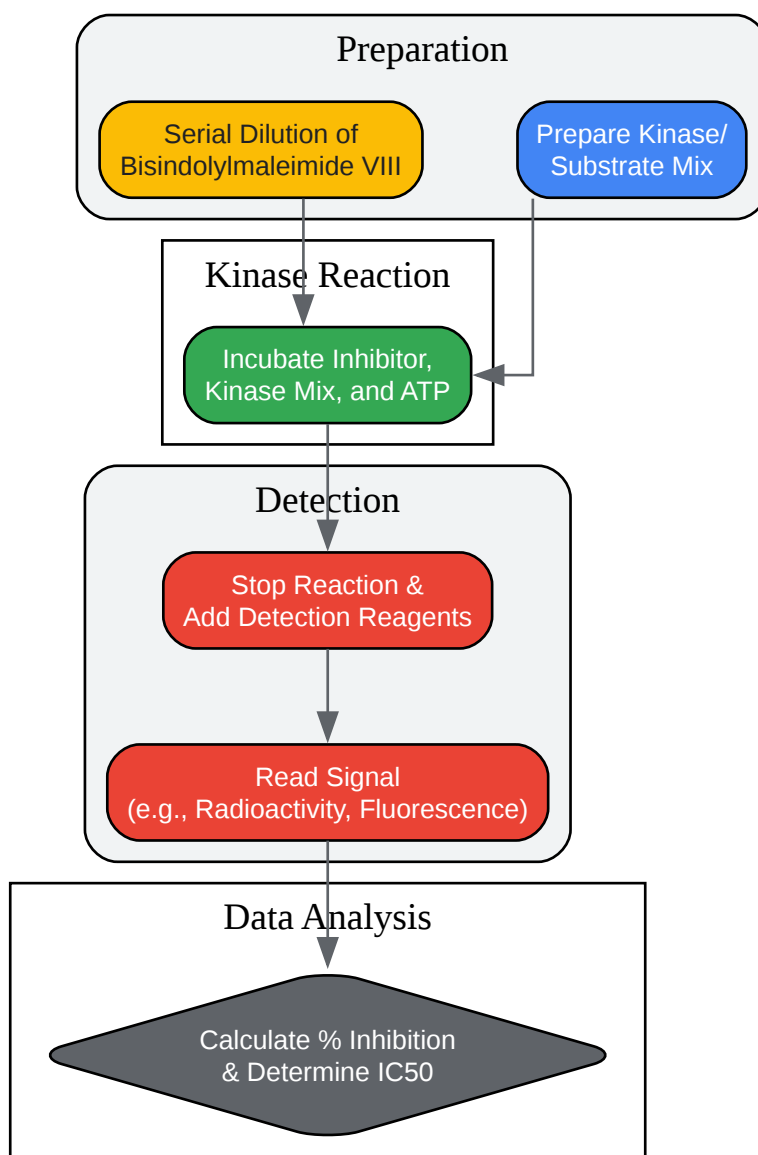 Preparation
Serial Dilution of
Bisindolylmaleimide VIII
Prepare Kinase/
Substrate Mix
Kinase Reaction
Incubate Inhibitor,
Kinase Mix, and ATP
Detection
Stop Reaction &
Add Detection Reagents
Read Signal
(e.g., Radioactivity, Fluorescence)
Data Analysis
Calculate % Inhibition
& Determine IC50